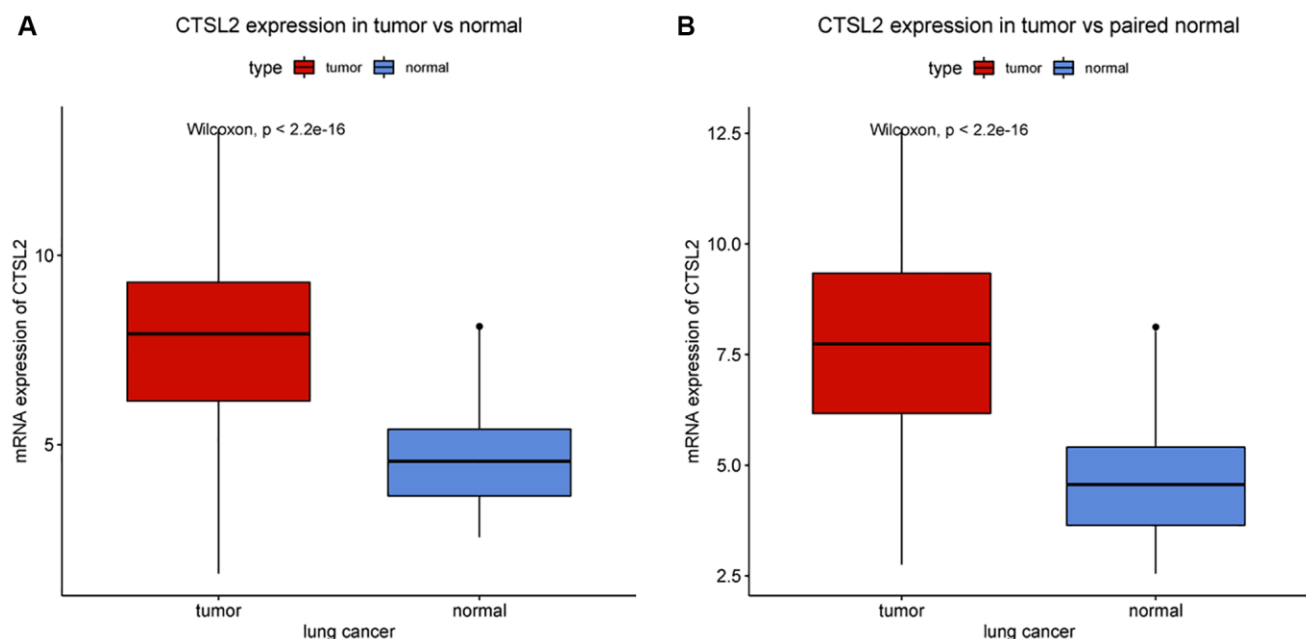 A
CTSL2 expression in tumor vs normal
type tumor normal
Wilcoxon, p < 2.2e-16
mRNA expression of CTSL2
10
5
tumor normal
lung cancer
B
CTSL2 expression in tumor vs paired normal
type tumor normal
Wilcoxon, p < 2.2e-16
mRNA expression of CTSL2
12.5
10.0
7.5
5.0
2.5
tumor normal
lung cancer